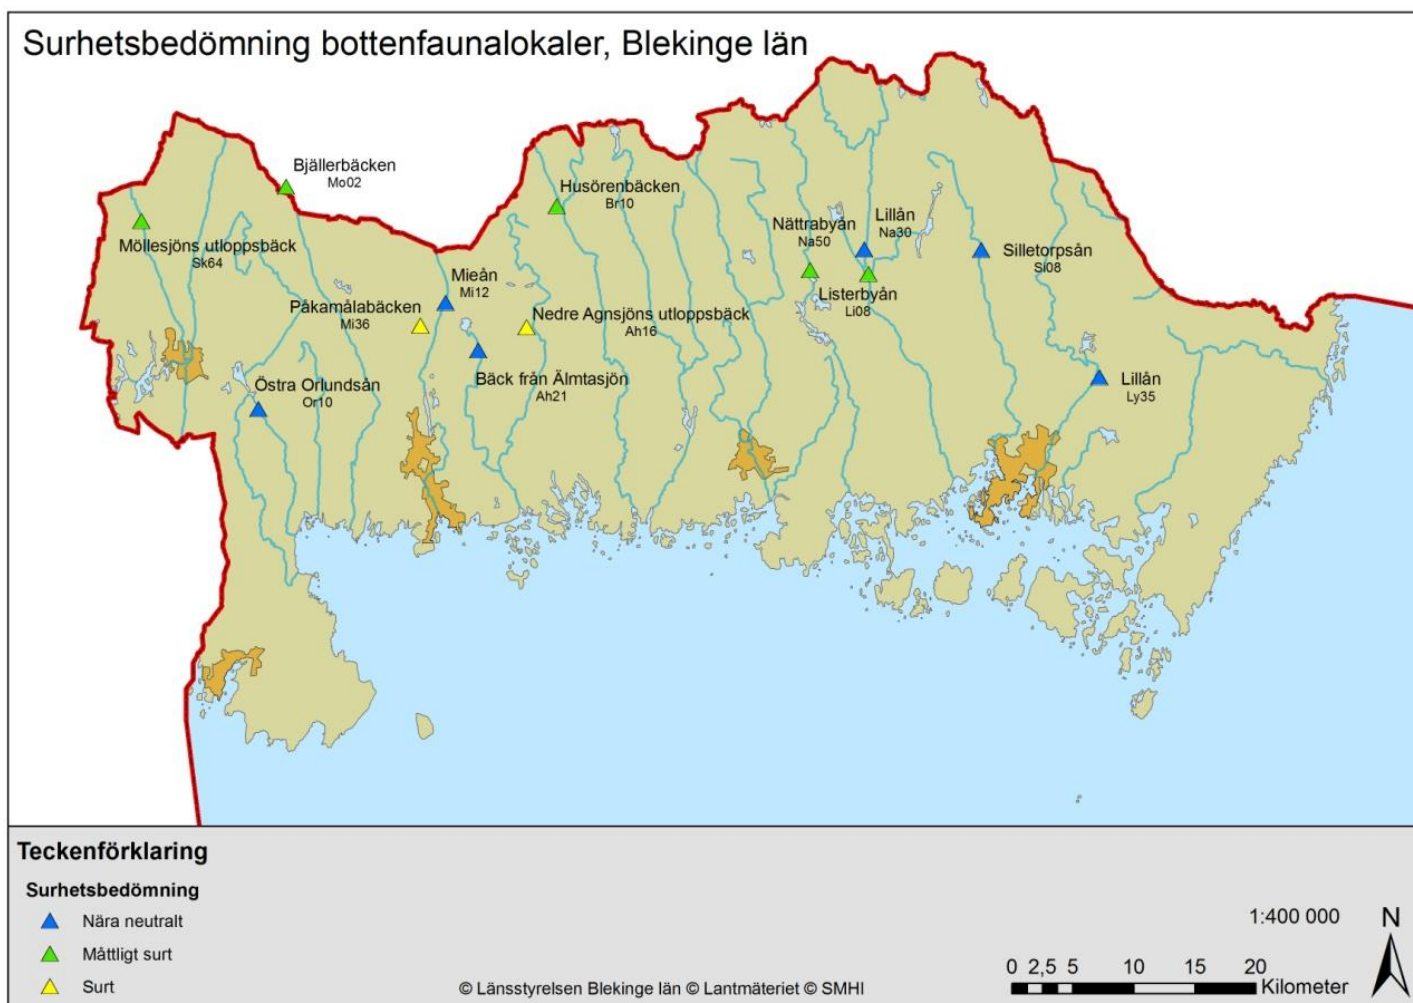 Surhetsbedömning bottenfaunalokaler, Blekinge län
Bjällerbäcken
Mo02
Husörenbäcken
Br10
Möllesjöns utloppsbäck
Sk64
Nättrabyån
Na50
Lillån
Na30
Silletorpsån
Si08
Mieån
Mi12
Påkamålabäcken
Mi36
Nedre Agnsjöns utloppsbäck
Ah16
Listerbyån
Li08
Östra Orlundsån
Or10
Bäck från Älmtasjön
Ah21
Lillån
Ly35
Teckenförklaring
Surhetsbedömning
Nära neutralt
Måttligt surt
Surt
© Länsstyrelsen Blekinge län © Lantmäteriet © SMHI
1:400 000
N
0 2,5 5 10 15 20
Kilometer